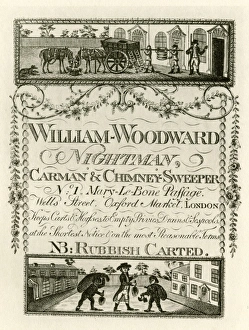 WILLIAM-WOODWARD
NIGHTMAN,
CARMAN & CHIMNEY-SWEEPER
No. 1. Mary-Le-Bone Passage,
Wells Street, Oxford Market, LONDON
Keeps Carts & Horses to Empty Privies Drains & Cespools
at the Shortest Notice & on the most Reasonable Terms
NB: RUBBISH CARTED.